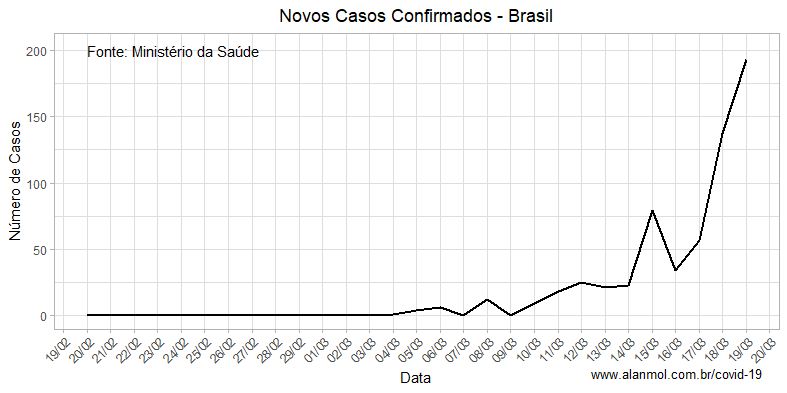 Novos Casos Confirmados - Brasil
Fonte: Ministério da Saúde
200
150
100
50
0
Número de Casos
19/02 20/02 21/02 22/02 23/02 24/02 25/02 26/02 27/02 28/02 29/02 01/03 02/03 03/03 04/03 05/03 06/03 07/03 08/03 09/03 10/03 11/03 12/03 13/03 14/03 15/03 16/03 17/03 18/03 19/03 20/03
Data
www.alanmol.com.br/covid-19